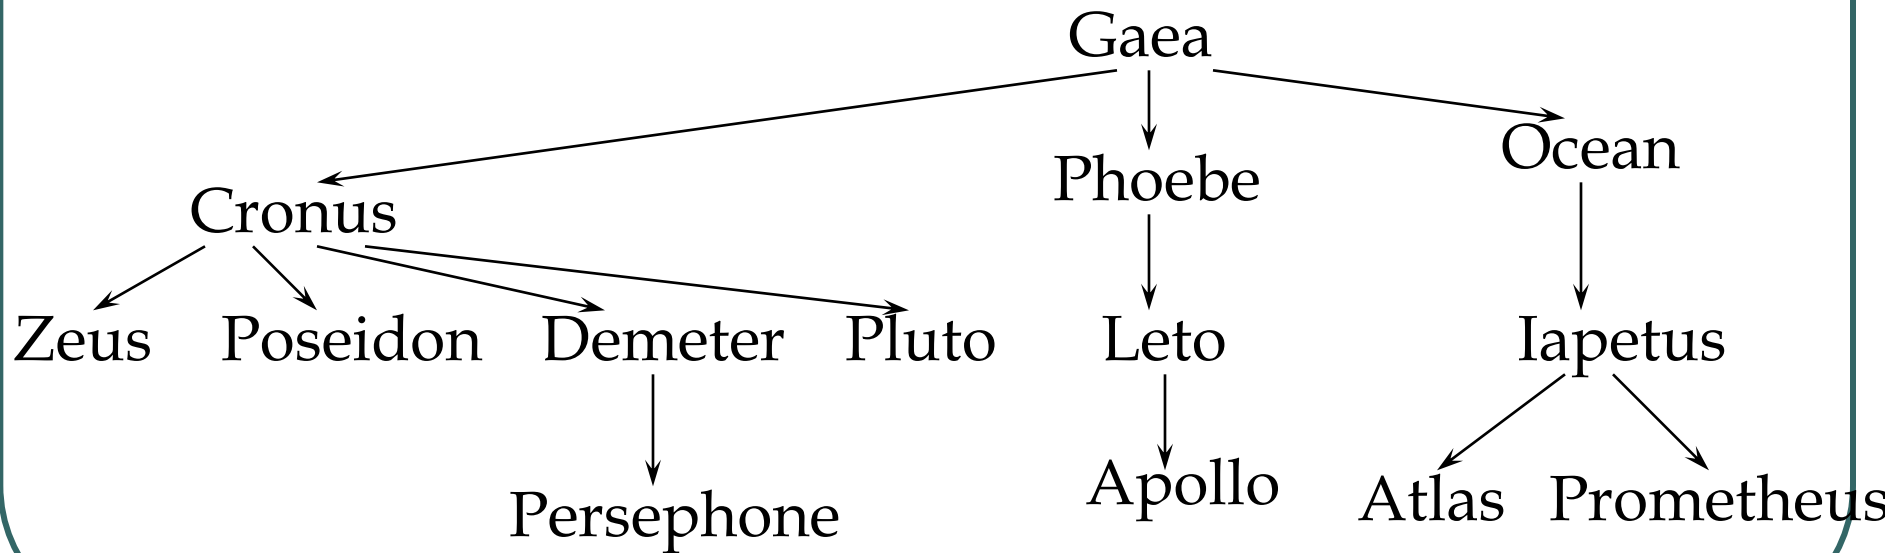 Gaea
Ocean
Phoebe
Cronus
Zeus Poseidon Demeter Pluto Leto Iapetus
Apollo
Atlas Prometheus
Persephone